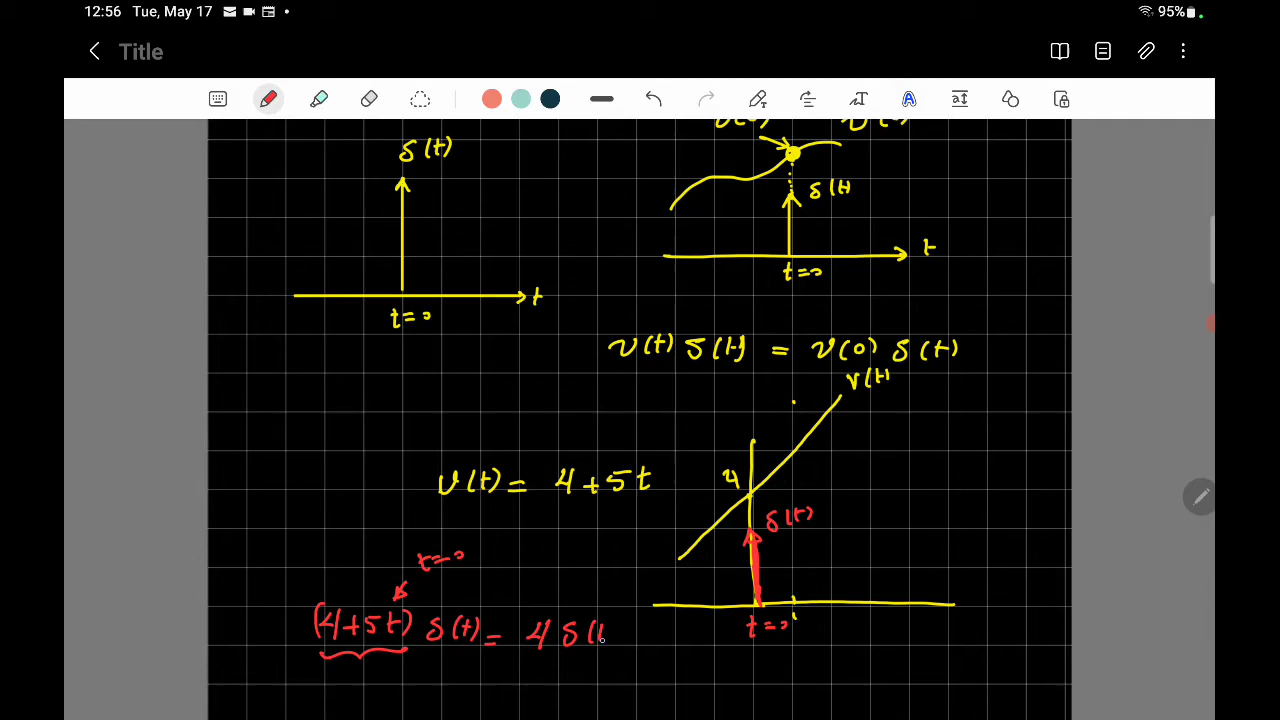 12:56 Tue, May 17
95%
Title
δ(t)
δ(t
t
t=0
t
t=0
v(t) δ(t) = v(0) δ(t)
v(t
v(t) = 4+5t
4
δ(t)
t=0
t=0
(4+5t) δ(t) = 4 δ(